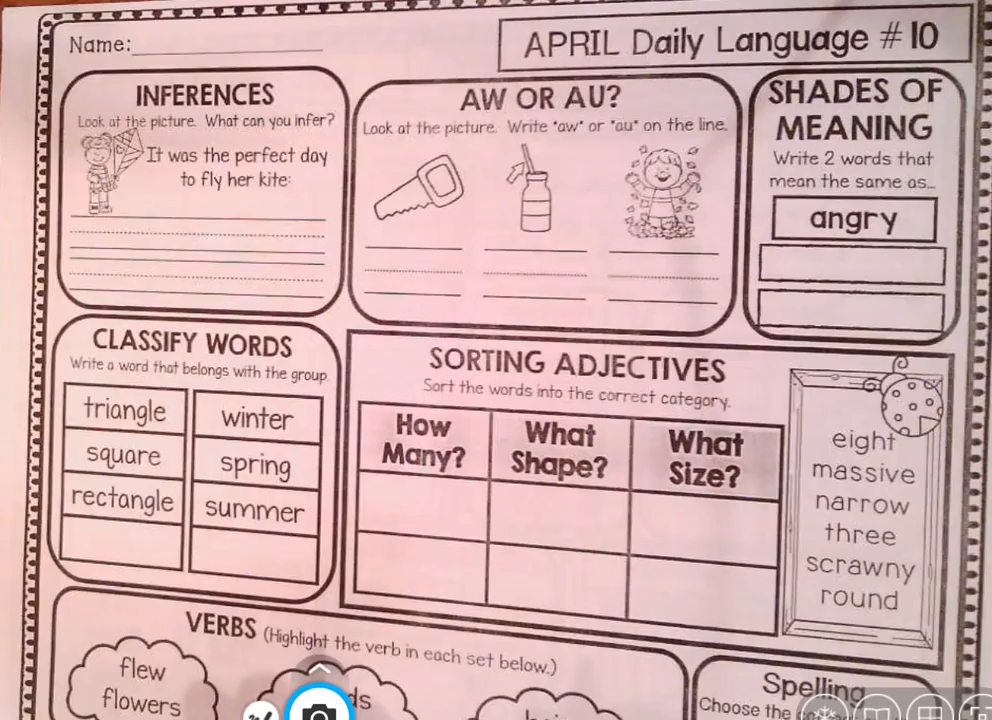 Name:
APRIL Daily Language #10
INFERENCES
Look at the picture. What can you infer?
It was the perfect day
to fly her kite:
AW OR AU?
Look at the picture. Write "aw" or "au" on the line.
SHADES OF
MEANING
Write 2 words that
mean the same as...
angry
CLASSIFY WORDS
Write a word that belongs with the group.
triangle
square
rectangle
winter
spring
summer
SORTING ADJECTIVES
Sort the words into the correct category.
How
Many?
What
Shape?
What
Size?
eight
massive
narrow
three
scrawny
round
VERBS (Highlight the verb in each set below.)
flew
flowers
Spelling
Choose the